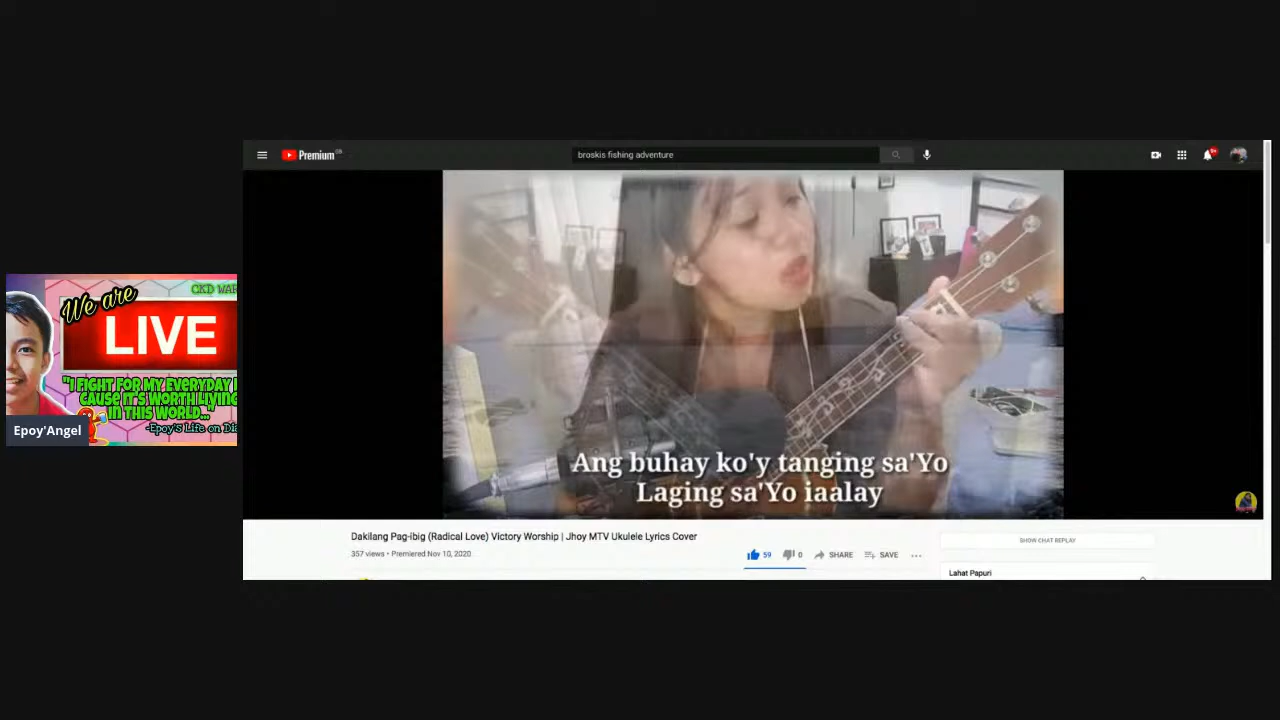 Premium
GB
broskis fishing adventure
9+
We are
CKD WAR
LIVE
"I FIGHT FOR MY EVERYDAY
CAUSE IT'S WORTH LIVING
IN THIS WORLD..."
-Epoy's Life on Dia
Epoy'Angel
Ang buhay ko'y tanging sa'Yo
Laging sa'Yo iaalay
Dakilang Pag-ibig (Radical Love) Victory Worship | Jhoy MTV Ukulele Lyrics Cover
357 views • Premiered Nov 10, 2020
59
0
SHARE
SAVE
SHOW CHAT REPLAY
Lahat Papuri